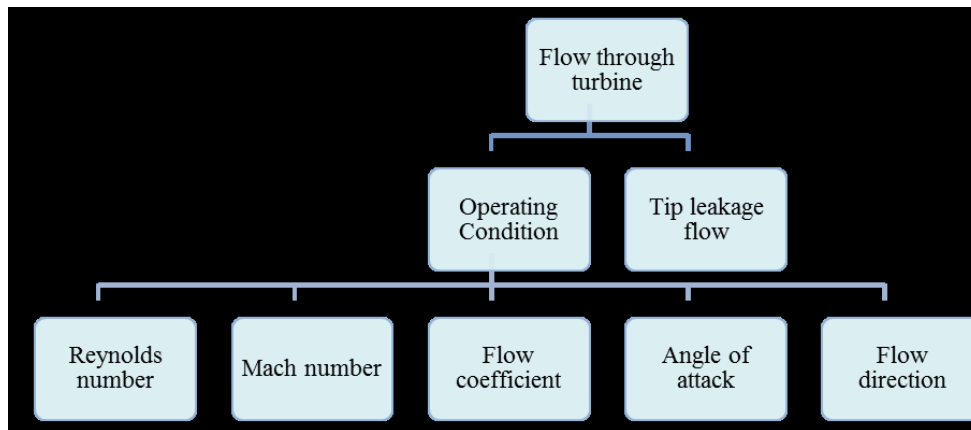 Flow through
turbine
Operating
Condition
Tip leakage
flow
Reynolds
number
Mach number
Flow
coefficient
Angle of
attack
Flow
direction